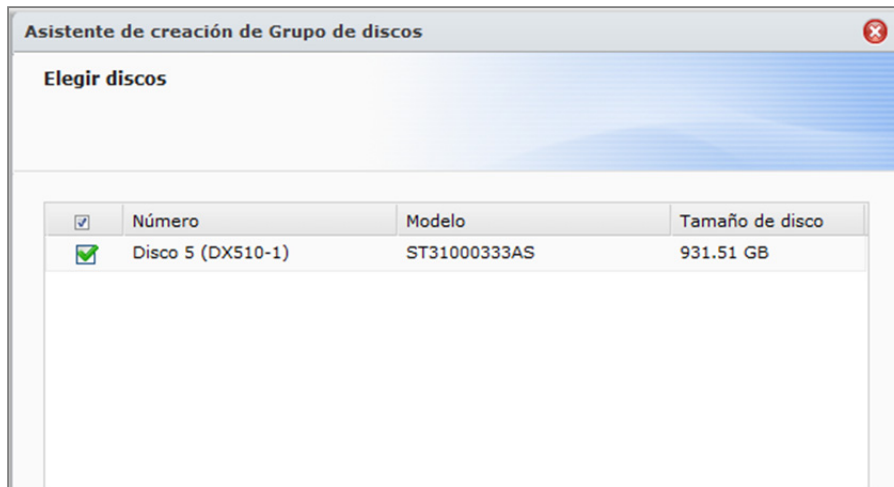 Asistente de creación de Grupo de discos
Elegir discos
Número Modelo Tamaño de disco
Disco 5 (DX510-1) ST31000333AS 931.51 GB